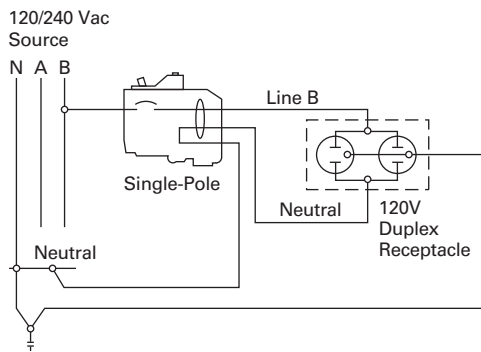 120/240 Vac
Source
N A B
Line B
Single-Pole
Neutral
120V
Duplex
Receptacle
Neutral